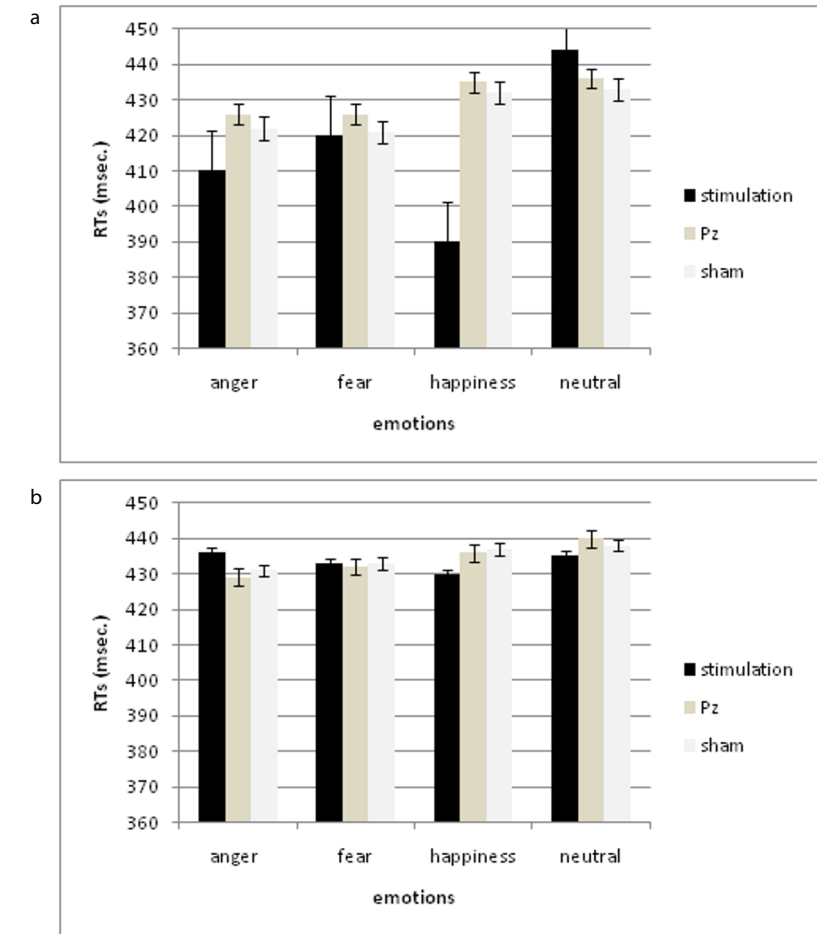 a
450
440
430
420
410
400
390
380
370
360
RTs (msec.)
anger fear happiness neutral
emotions
stimulation
Pz
sham
b
450
440
430
420
410
400
390
380
370
360
RTs (msec.)
anger fear happiness neutral
emotions
stimulation
Pz
sham